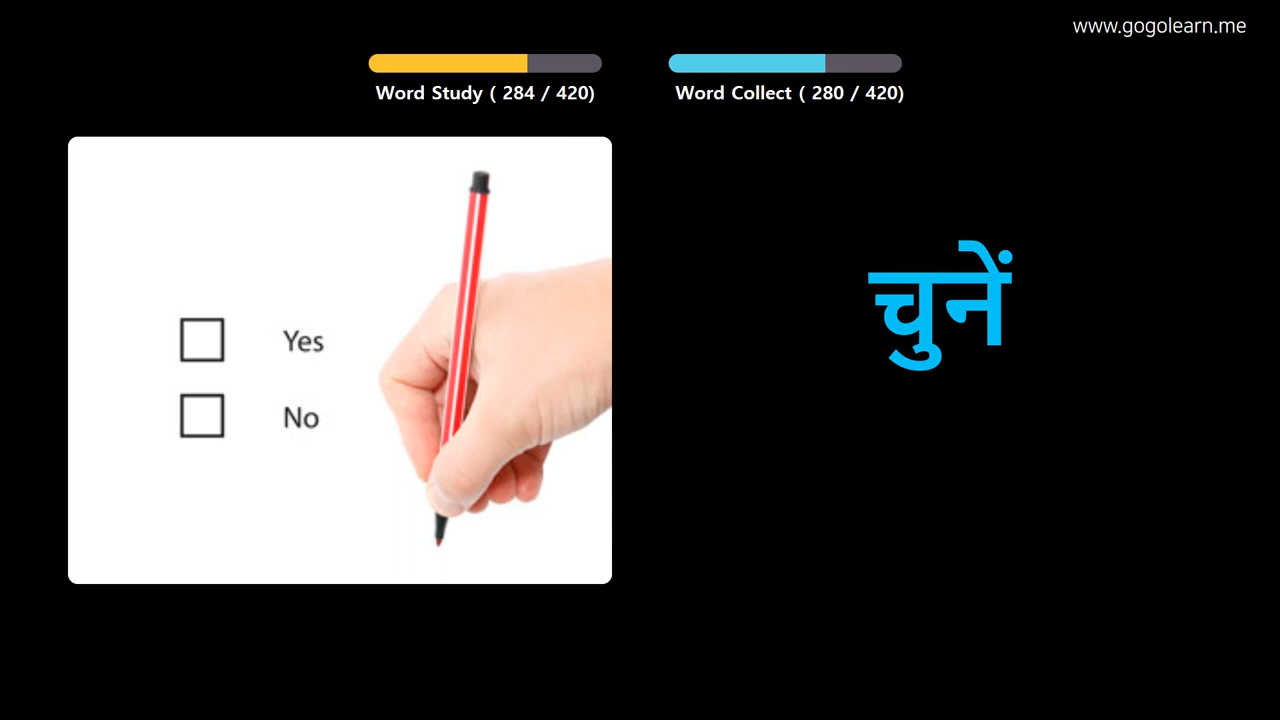 www.gogolearn.me
Word Study ( 284 / 420)
Word Collect ( 280 / 420)
Yes
No
चुनें